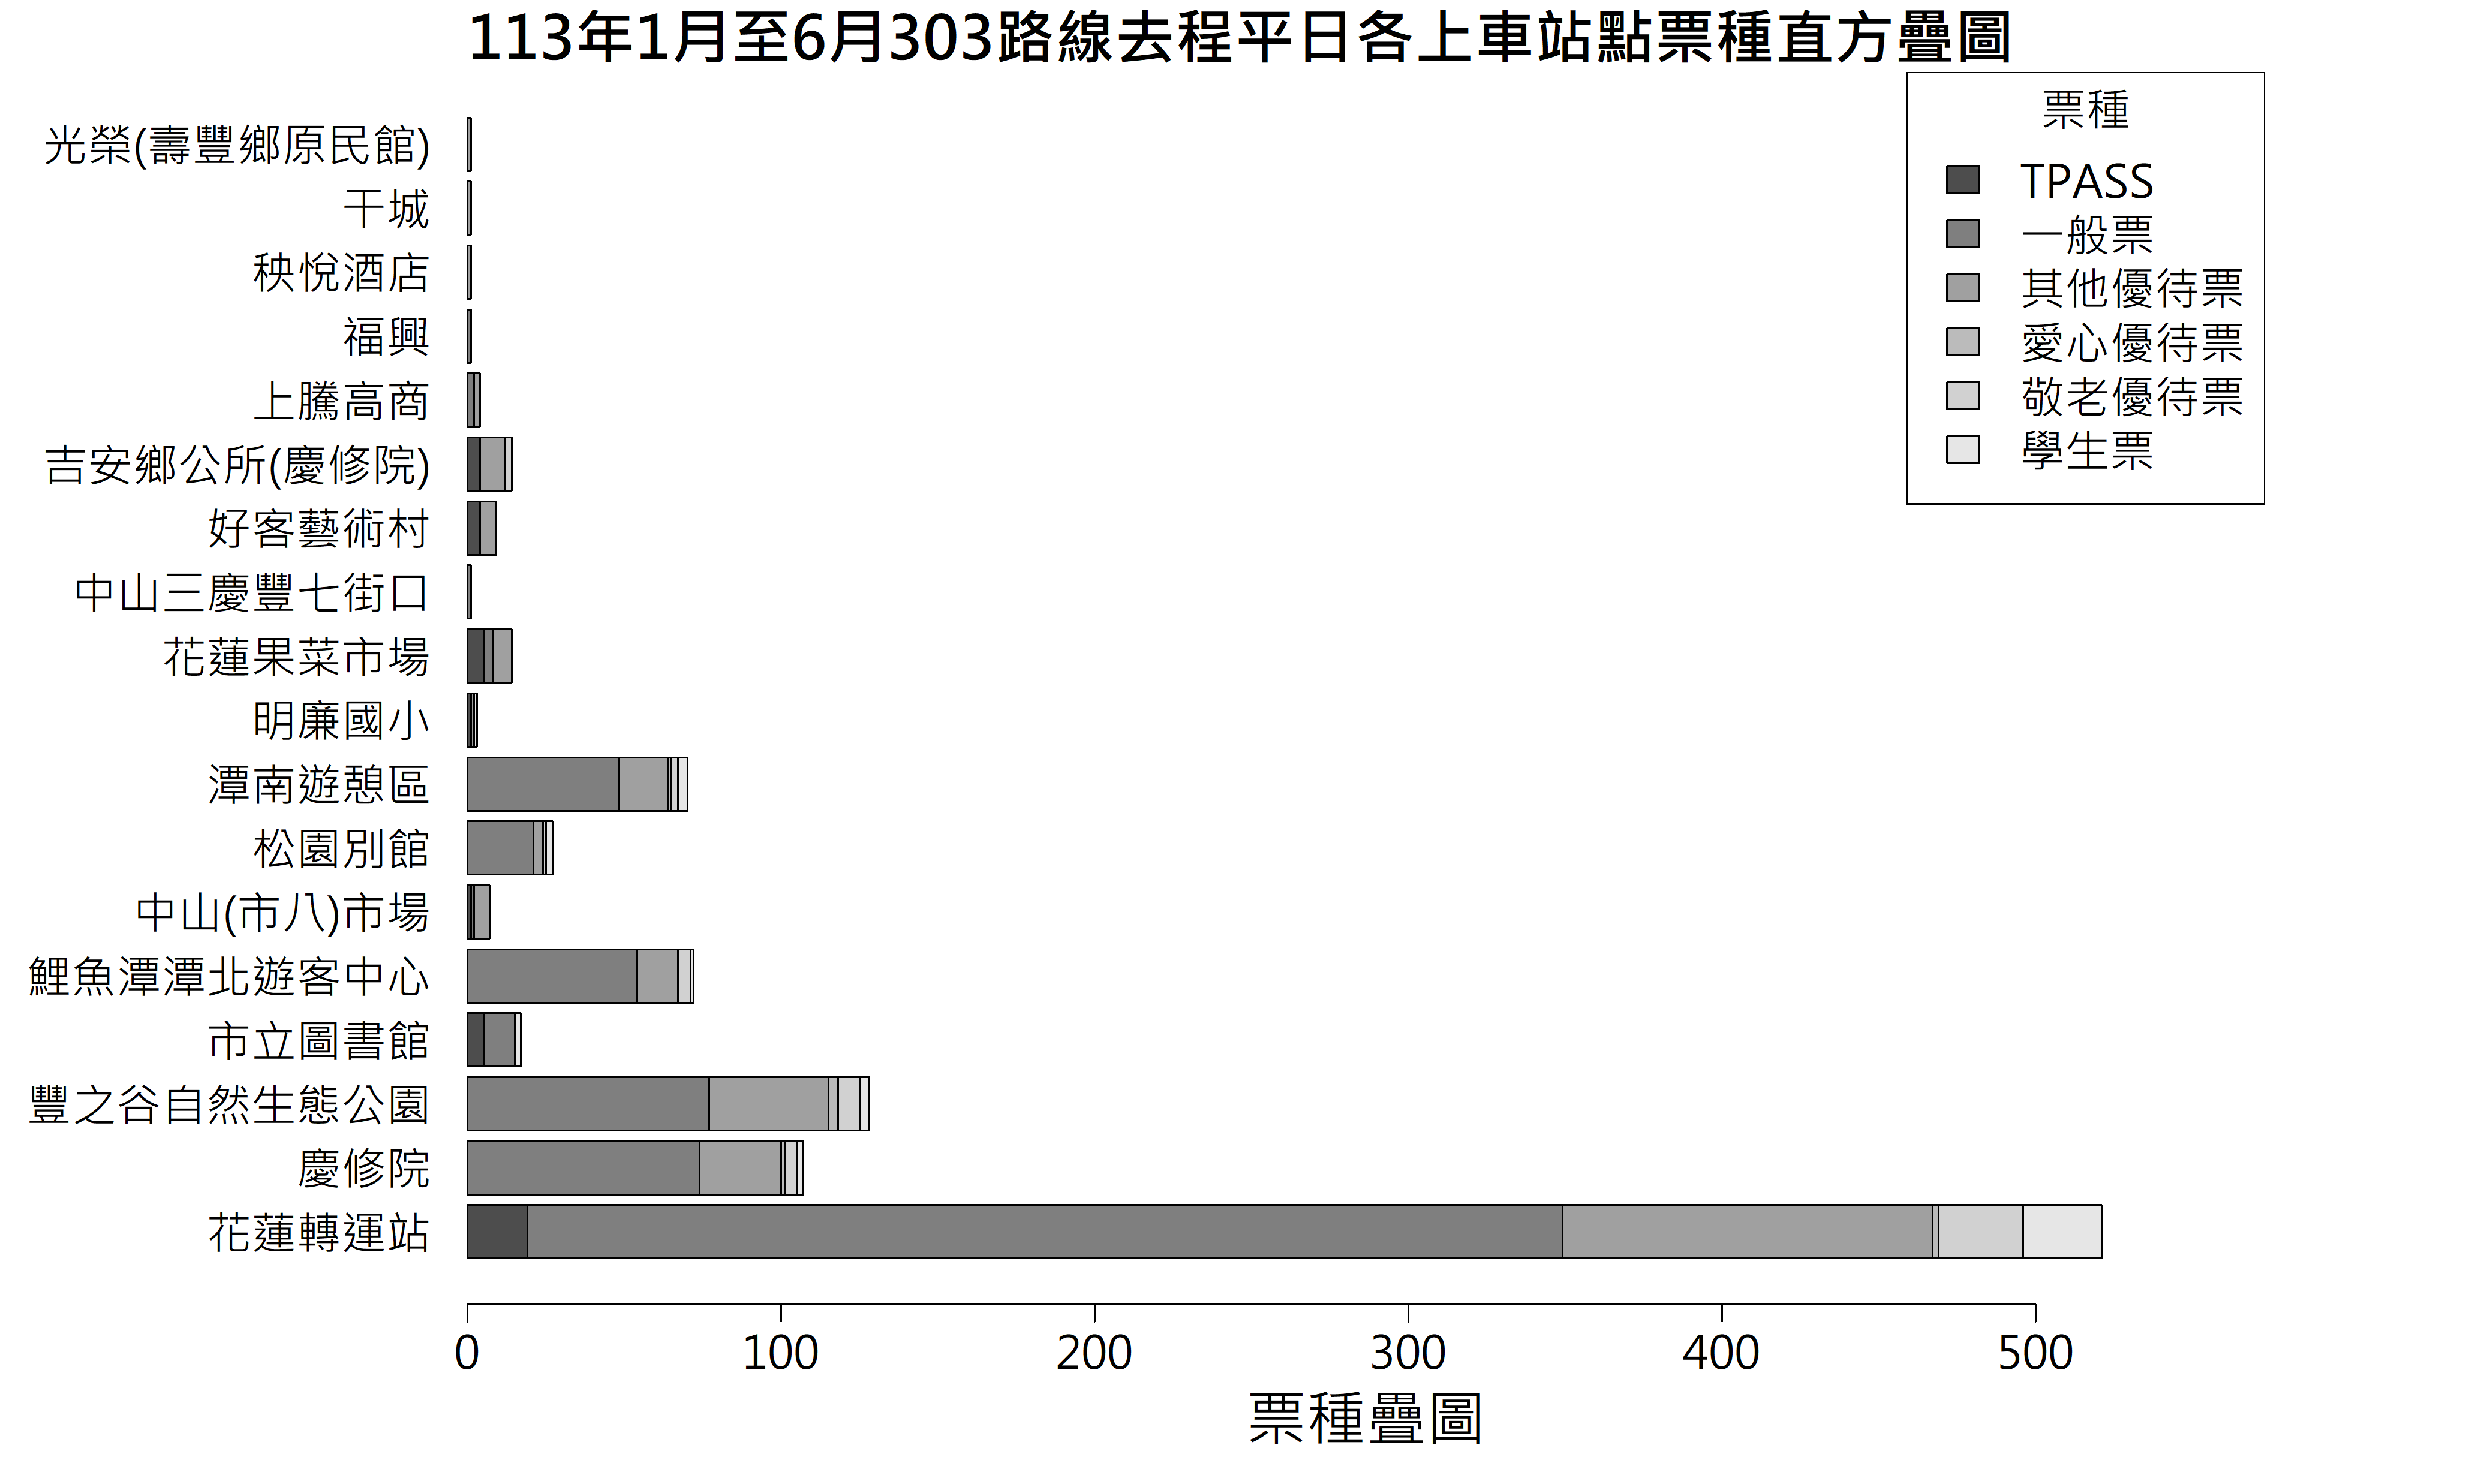 113年1月至6月303路線去程平日各上車站點票種直方疊圖
票種
TPASS
一般票
其他優待票
愛心優待票
敬老優待票
學生票
光榮(壽豐鄉原民館)
干城
秧悅酒店
福興
上騰高商
吉安鄉公所(慶修院)
好客藝術村
中山三慶豐七街口
花蓮果菜市場
明廉國小
潭南遊憩區
松園別館
中山(市八)市場
鯉魚潭潭北遊客中心
市立圖書館
豐之谷自然生態公園
慶修院
花蓮轉運站
0 100 200 300 400 500
票種疊圖